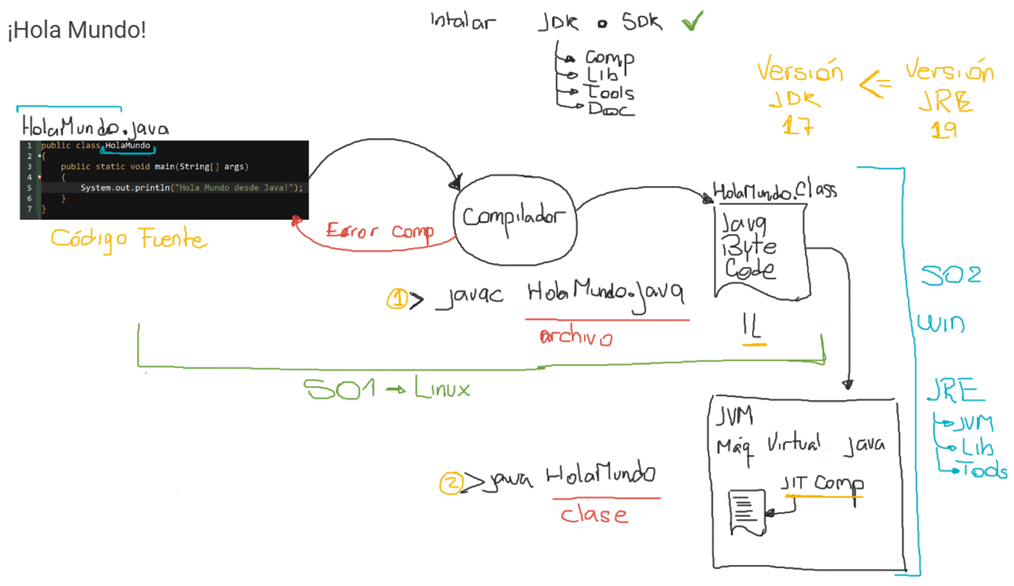 ¡Hola Mundo!
Intalar JDK o SDK
Comp
Lib
Tools
Doc
Versión JDK 17 <= Versión JRE 19
HolaMundo.java
1 public class HolaMundo
2 {
3 public static void main(String[] args)
4 {
5 System.out.println("Hola Mundo desde Java!");
6 }
7 }
Código Fuente
Error comp
Compilador
HolaMundo.Class
Java
Byte
Code
IL
1 > javac HolaMundo.java
archivo
SO1 → Linux
SO2
WIN
JRE
JVM
Lib
Tools
JVM
Máq Virtual Java
JIT Comp
2 > java HolaMundo
clase